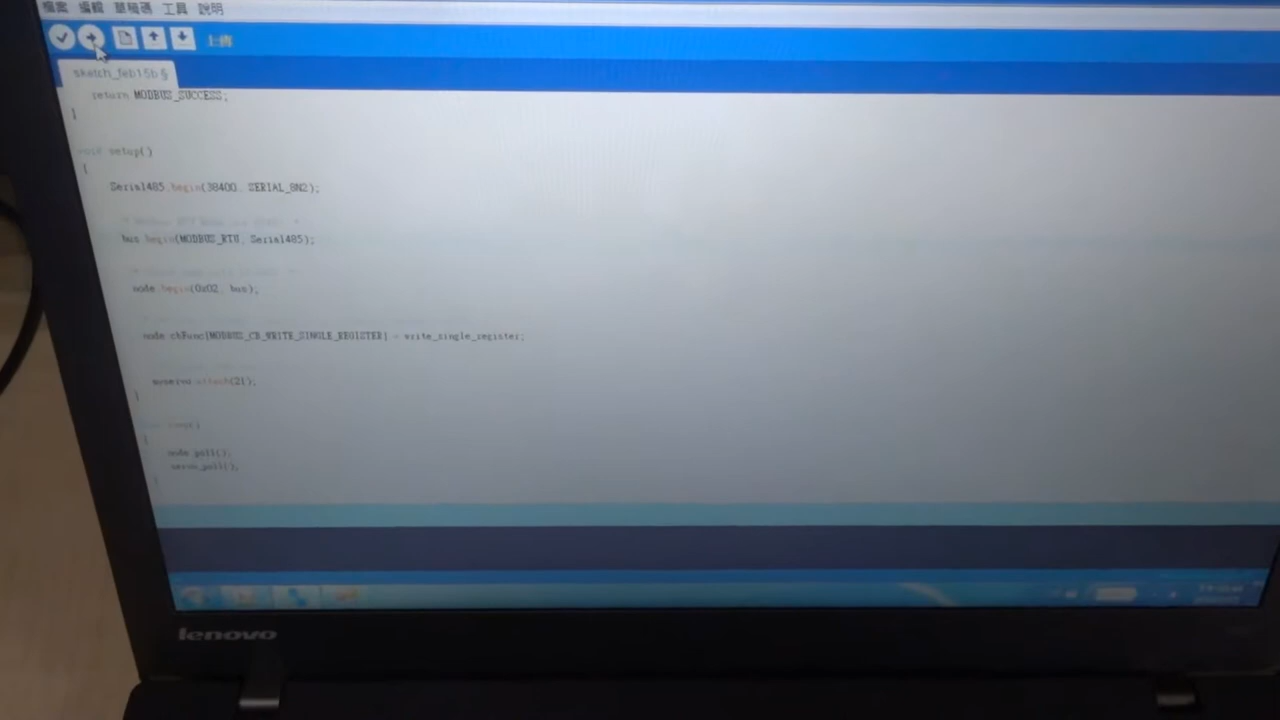 檔案 編輯 草稿碼 工具 說明
上傳
sketch_feb15b §
return MODBUS_SUCCESS;
}
void setup()
{
Serial485.begin(38400, SERIAL_8N2);
bus.begin(MODBUS_RTU, Serial485);
node.begin(0x02, bus);
node.cbFunc[MODBUS_CB_WRITE_SINGLE_REGISTER] = write_single_register;
myservo.attach(21);
}
{
node.poll();
servo_poll();
}
lenovo